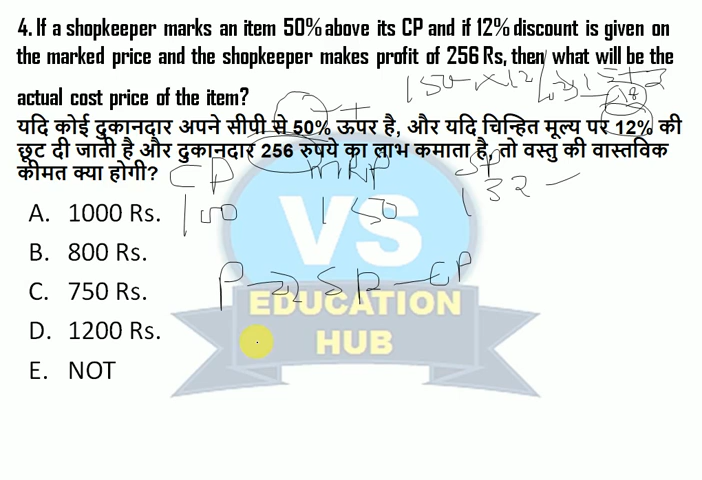 4. If a shopkeeper marks an item 50% above its CP and if 12% discount is given on
the marked price and the shopkeeper makes profit of 256 Rs, then what will be the
actual cost price of the item?
यदि कोई दुकानदार अपने सीपी से 50% ऊपर है, और यदि चिन्हित मूल्य पर 12% की
छूट दी जाती है और दुकानदार 256 रुपये का लाभ कमाता है, तो वस्तु की वास्तविक
कीमत क्या होगी?
CP MRP SP
100 150 132
A. 1000 Rs.
B. 800 Rs.
C. 750 Rs.
D. 1200 Rs.
E. NOT
VS
EDUCATION
HUB